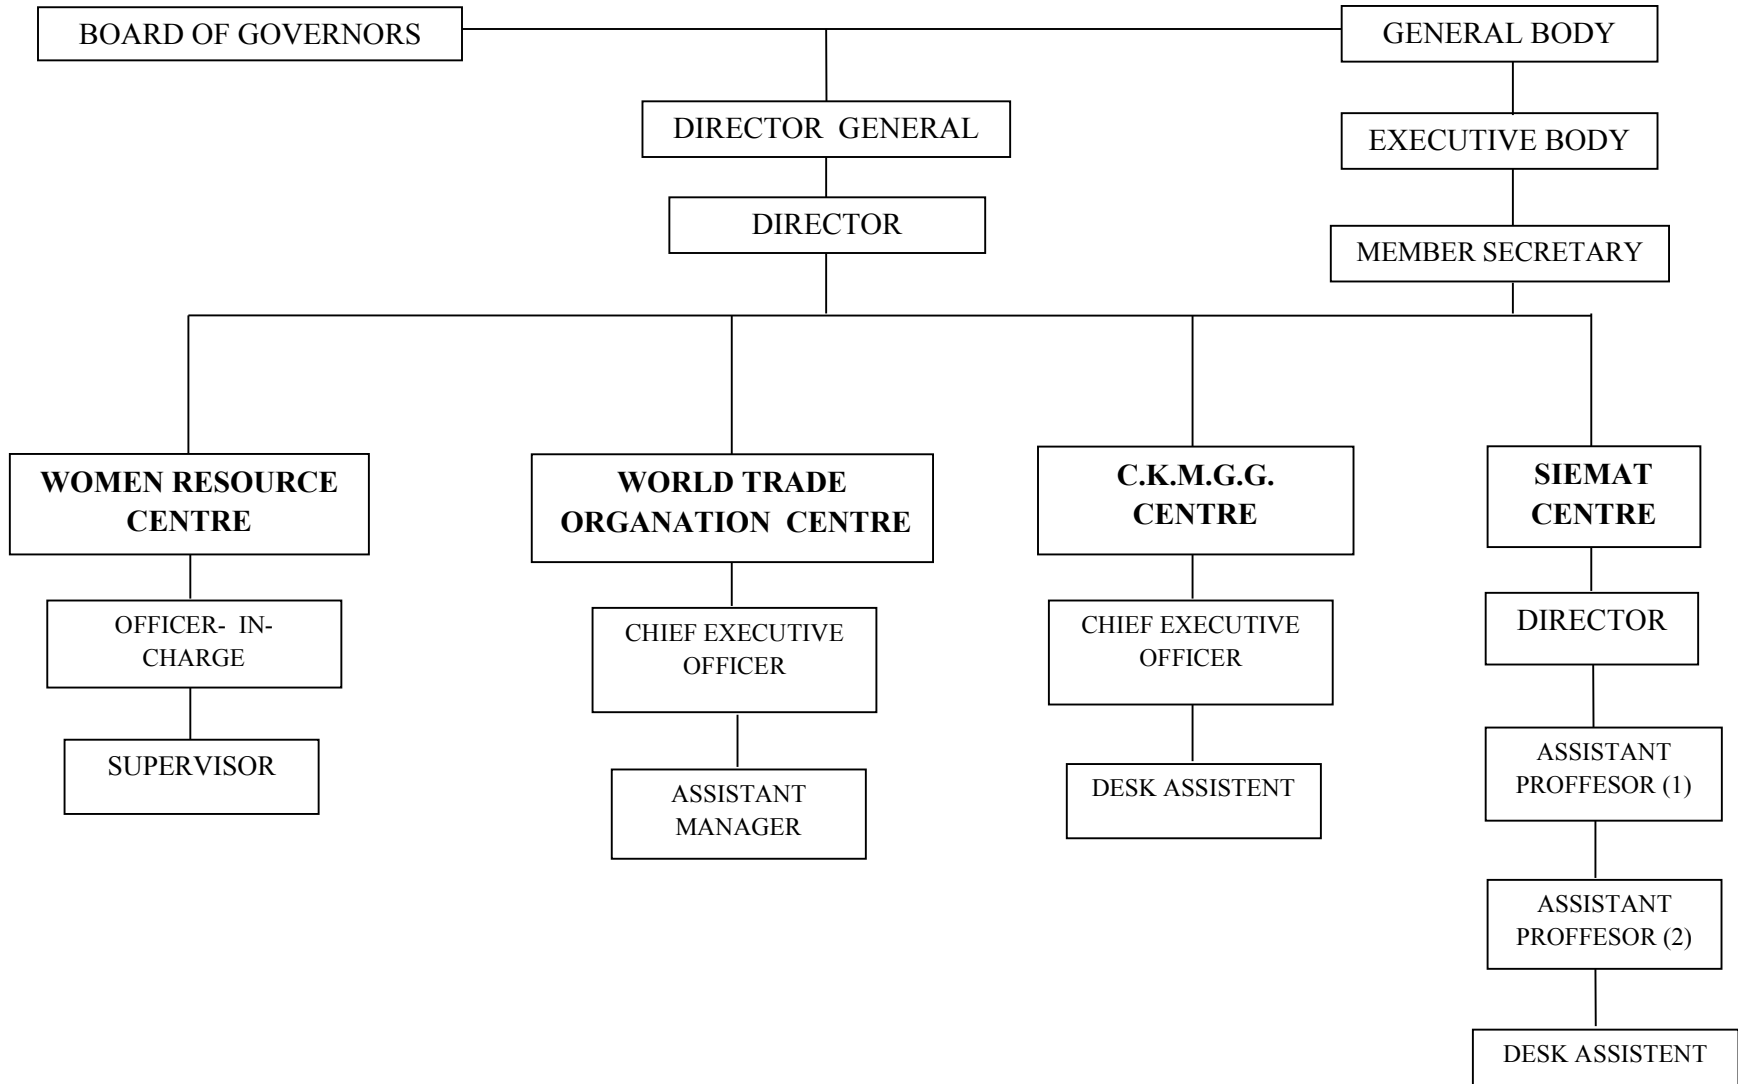 BOARD OF GOVERNORS
GENERAL BODY
DIRECTOR GENERAL
EXECUTIVE BODY
DIRECTOR
MEMBER SECRETARY
WOMEN RESOURCE
CENTRE
WORLD TRADE
ORGANATION CENTRE
C.K.M.G.G.
CENTRE
SIEMAT
CENTRE
OFFICER- IN-
CHARGE
CHIEF EXECUTIVE
OFFICER
CHIEF EXECUTIVE
OFFICER
DIRECTOR
SUPERVISOR
ASSISTANT
MANAGER
DESK ASSISTENT
ASSISTANT
PROFFESOR (1)
ASSISTANT
PROFFESOR (2)
DESK ASSISTENT